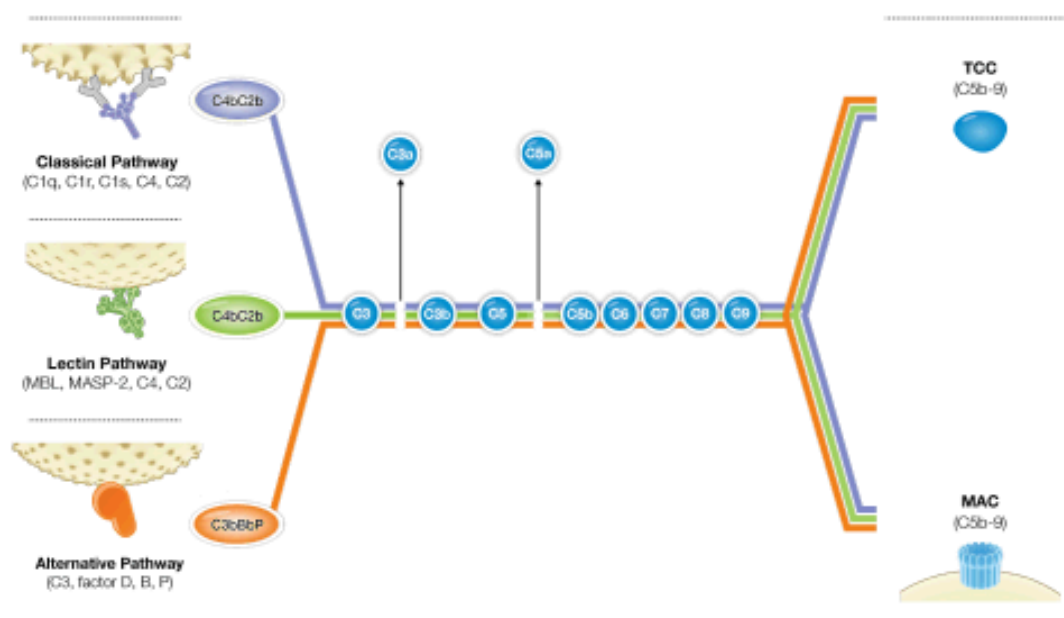 C4bC2b
Classical Pathway
(C1q, C1r, C1s, C4, C2)
C4bC2b
Lectin Pathway
(MBL, MASP-2, C4, C2)
C3bBbP
Alternative Pathway
(C3, factor D, B, P)
C3a
C5a
C3
C3b
C5
C5b
C6
C7
C8
C9
TCC
(C5b-9)
MAC
(C5b-9)